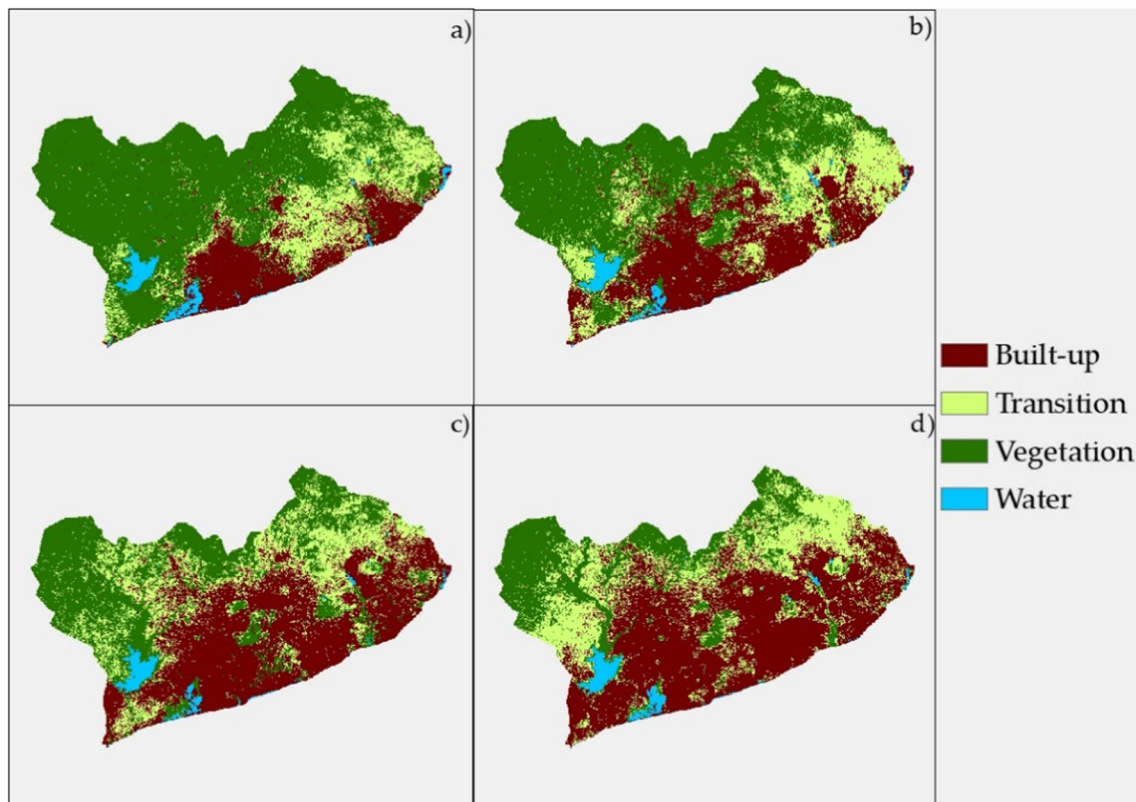 a)
b)
c)
d)
Built-up
Transition
Vegetation
Water